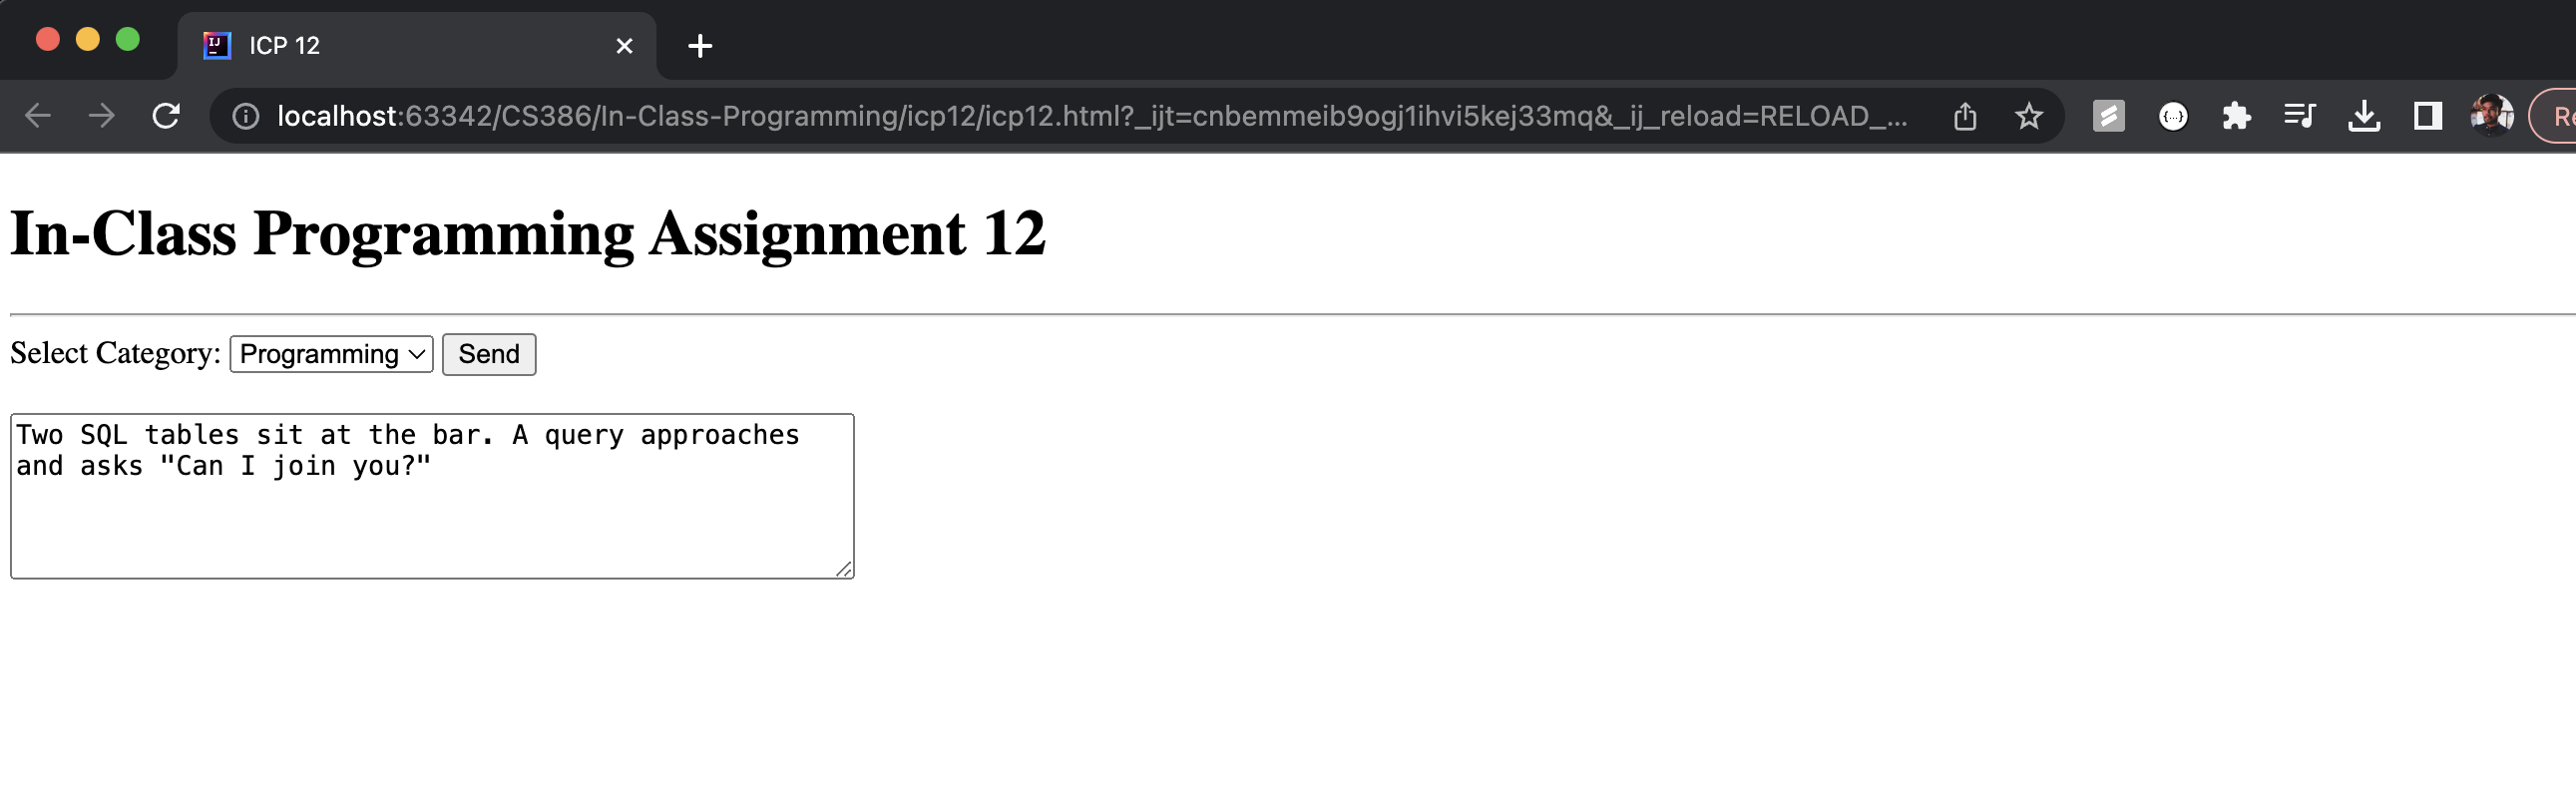 IJ
ICP 12
localhost:63342/CS386/In-Class-Programming/icp12/icp12.html?_ijt=cnbemmeib9ogj1ihvi5kej33mq&_ij_reload=RELOAD_...
{...}
Re
In-Class Programming Assignment 12
Select Category: Programming Send
Two SQL tables sit at the bar. A query approaches
and asks "Can I join you?"